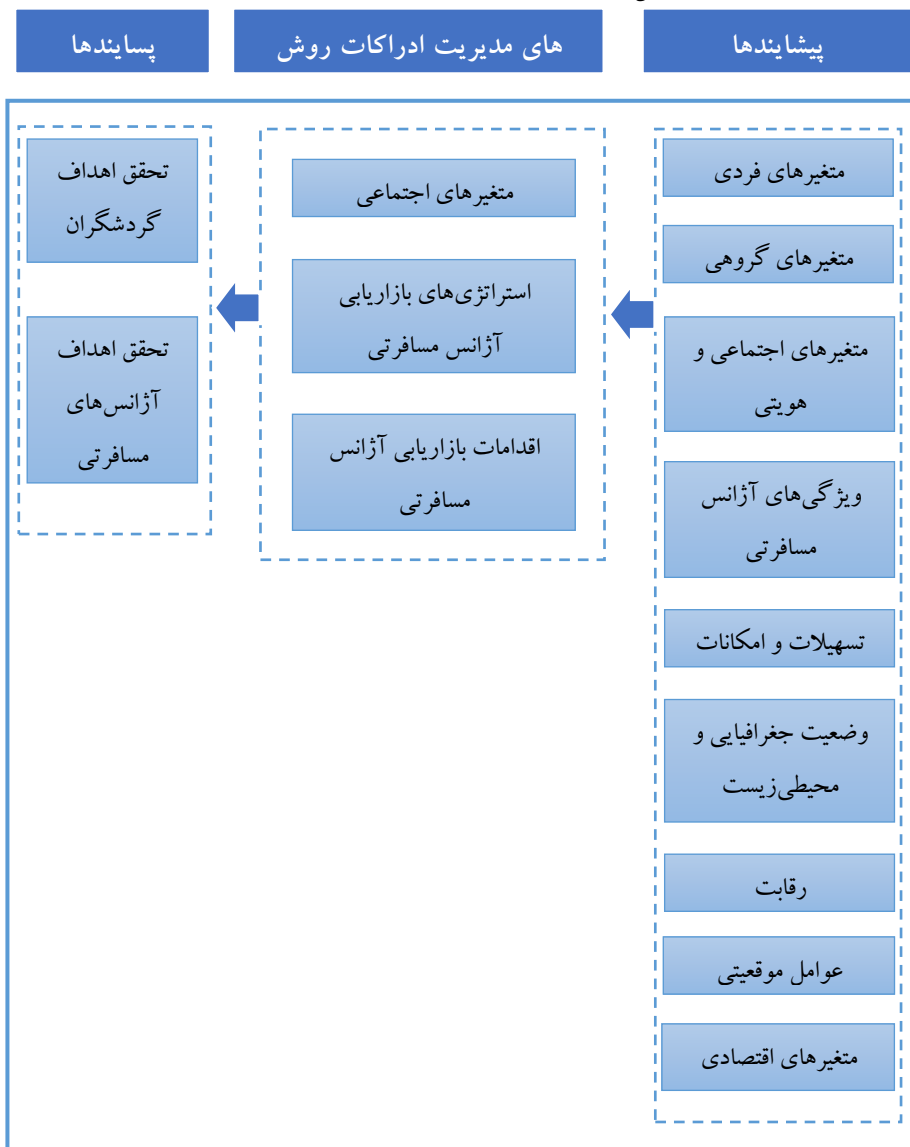 پیشایندها
های مدیریت ادراکات روش
پسایندها
متغیرهای فردی
متغیرهای گروهی
متغیرهای اجتماعی و
هویتی
ویژگی‌های آژانس
مسافرتی
تسهیلات و امکانات
وضعیت جغرافیایی و
محیطی‌زیست
رقابت
عوامل موقعیتی
متغیرهای اقتصادی
متغیرهای اجتماعی
استراتژی‌های بازاریابی
آژانس مسافرتی
اقدامات بازاریابی آژانس
مسافرتی
تحقق اهداف
گردشگران
تحقق اهداف
آژانس‌های
مسافرتی